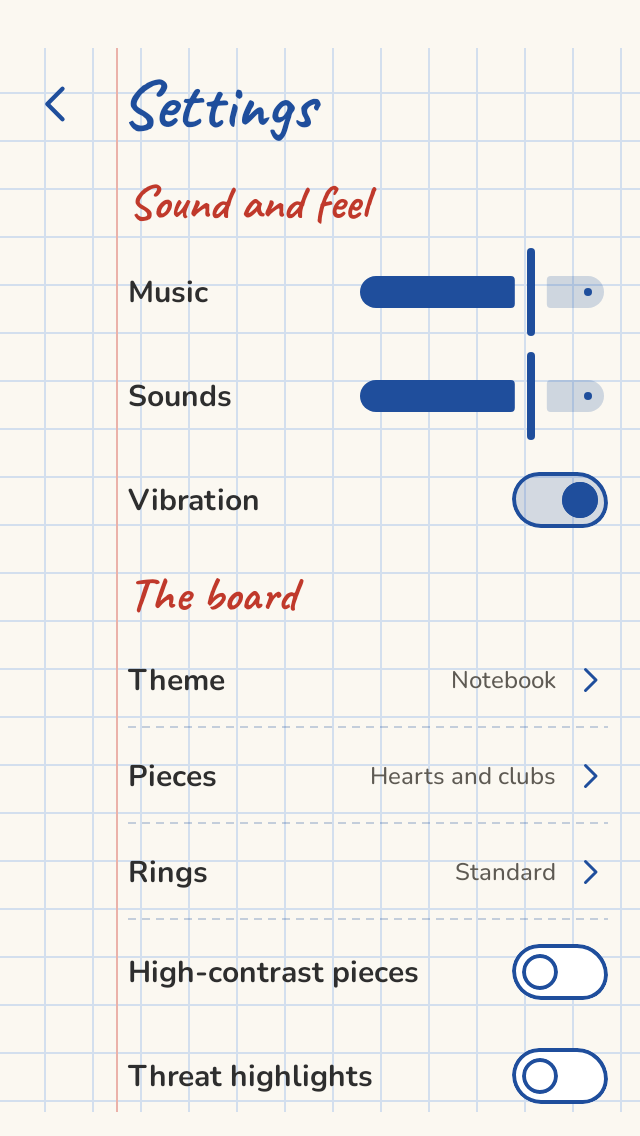 Settings
Sound and feel
Music
Sounds
Vibration
The board
Theme Notebook
Pieces Hearts and clubs
Rings Standard
High-contrast pieces
Threat highlights